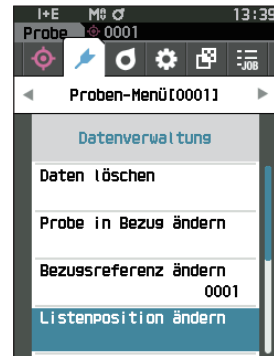 I+E M 13:39
Probe 0001
-JOB
Proben-Menü[0001]
Datenverwaltung
Daten löschen
Probe in Bezug ändern
Bezugsreferenz ändern
0001
Listenposition ändern